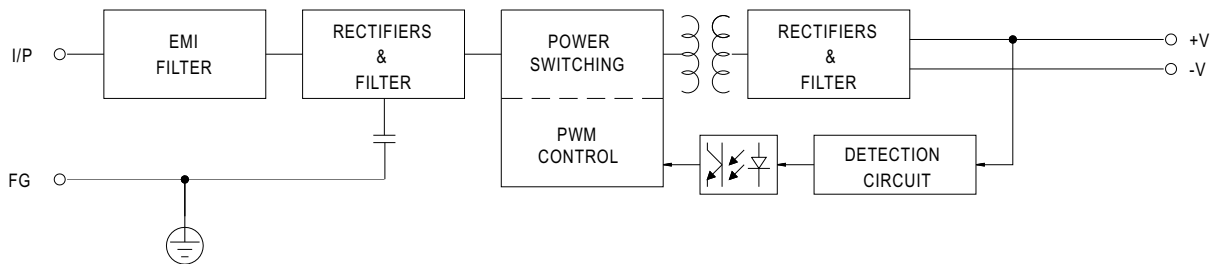 I/P
EMI
FILTER
RECTIFIERS
&
FILTER
POWER
SWITCHING
PWM
CONTROL
RECTIFIERS
&
FILTER
+V
-V
DETECTION
CIRCUIT
FG